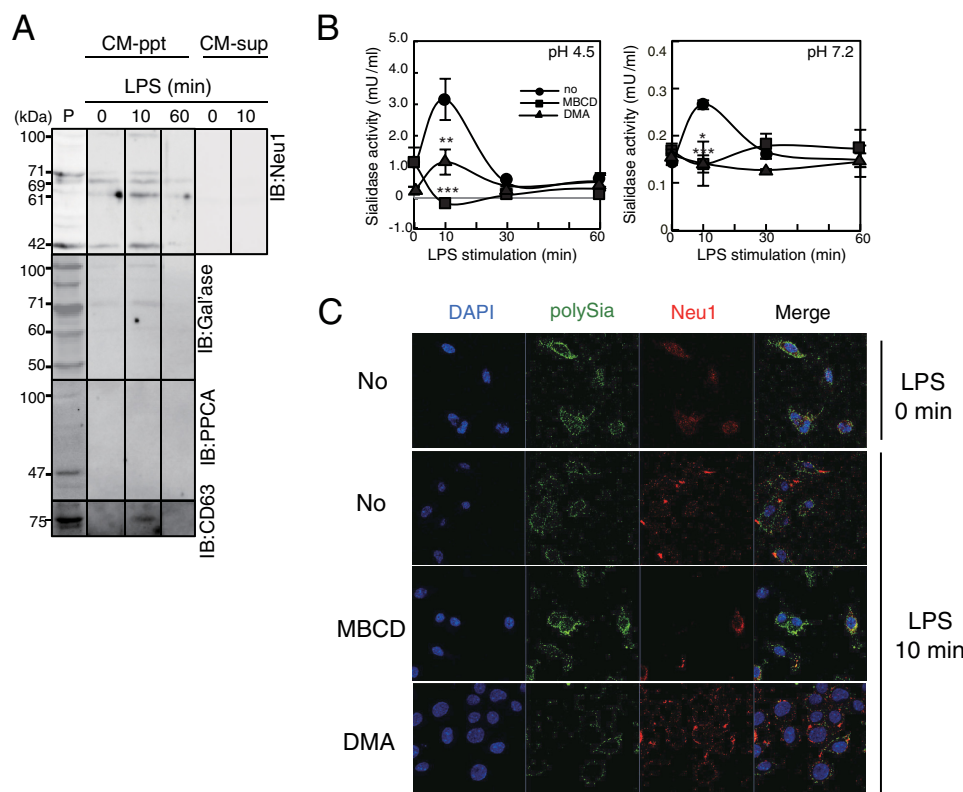 A
CM-ppt CM-sup
LPS (min)
(kDa) P 0 10 60 0 10
100
71
69
61
42
IB:Neu1
100
71
60
50
IB:Gal'ase
100
47
IB:PPCA
75
IB:CD63
B
Sialidase activity (mU/ml)
5.0
4.0
3.0
2.0
1.0
0
-1.0
pH 4.5
no
MBCD
DMA
**
***
0 10 30 60
LPS stimulation (min)
Sialidase activity (mU/ml)
0.4
0.3
0.2
0.1
0
pH 7.2
*
***
0 10 30 60
LPS stimulation (min)
C
DAPI polySia Neu1 Merge
No
LPS
0 min
No
MBCD
DMA
LPS
10 min